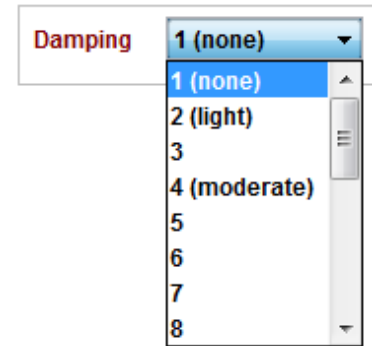 Damping 1 (none)
1 (none)
2 (light)
3
4 (moderate)
5
6
7
8